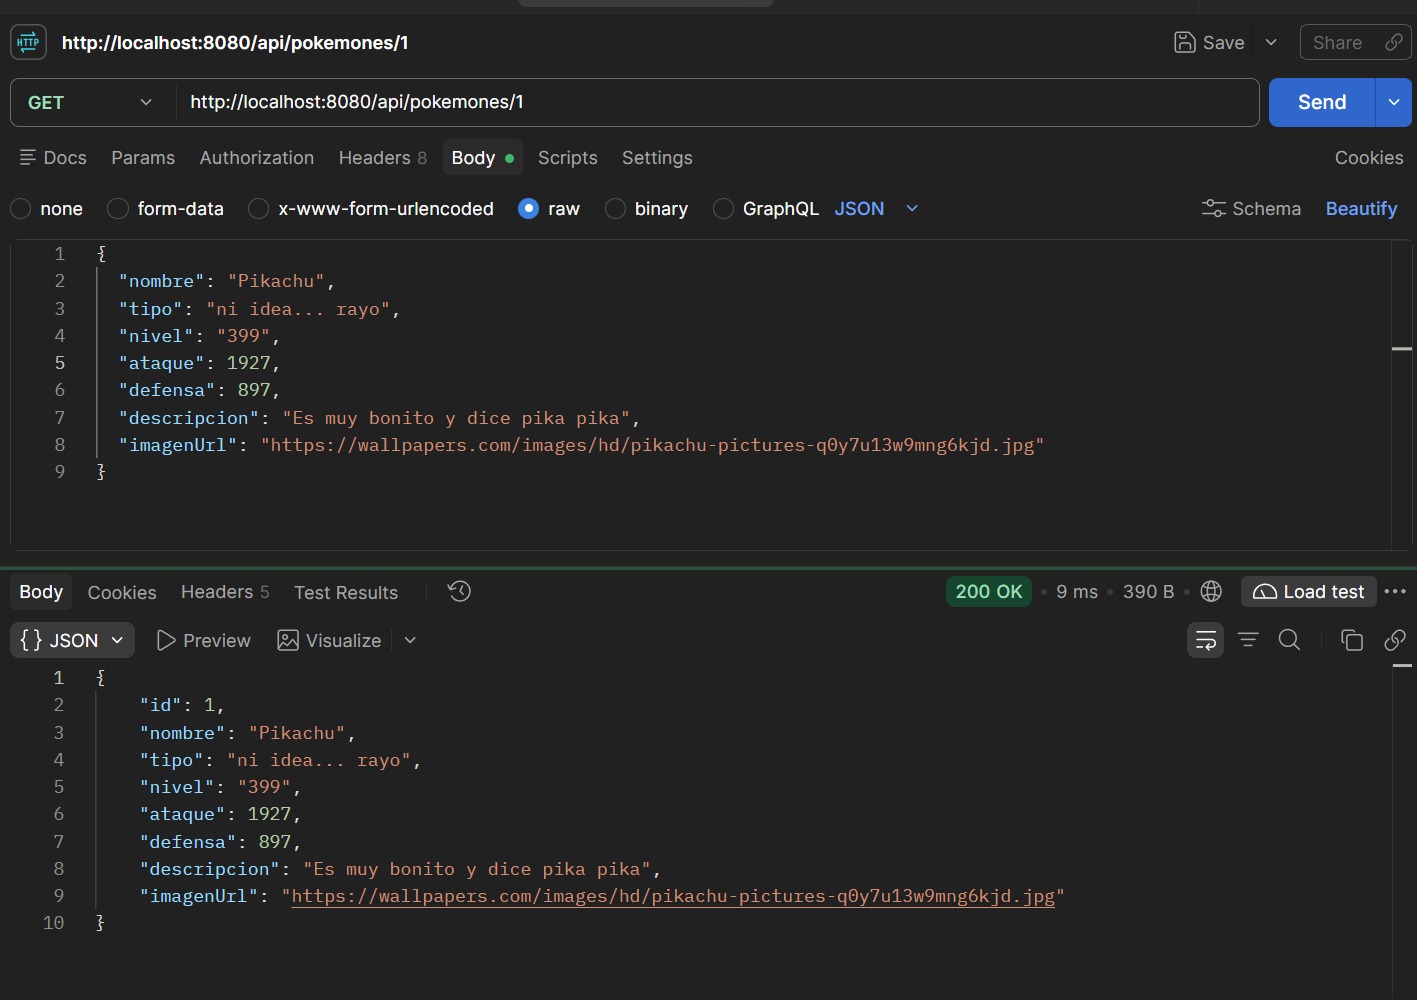 HTTP http://localhost:8080/api/pokemones/1 Save Share
GET http://localhost:8080/api/pokemones/1 Send
Docs Params Authorization Headers 8 Body Scripts Settings Cookies
none form-data x-www-form-urlencoded raw binary GraphQL JSON Schema Beautify
1 {
2 "nombre": "Pikachu",
3 "tipo": "ni idea... rayo",
4 "nivel": "399",
5 "ataque": 1927,
6 "defensa": 897,
7 "descripcion": "Es muy bonito y dice pika pika",
8 "imagenUrl": "https://wallpapers.com/images/hd/pikachu-pictures-q0y7u13w9mng6kjd.jpg"
9 }
Body Cookies Headers 5 Test Results 200 OK • 9 ms • 390 B • Load test
{} JSON Preview Visualize
1 {
2 "id": 1,
3 "nombre": "Pikachu",
4 "tipo": "ni idea... rayo",
5 "nivel": "399",
6 "ataque": 1927,
7 "defensa": 897,
8 "descripcion": "Es muy bonito y dice pika pika",
9 "imagenUrl": "https://wallpapers.com/images/hd/pikachu-pictures-q0y7u13w9mng6kjd.jpg"
10 }